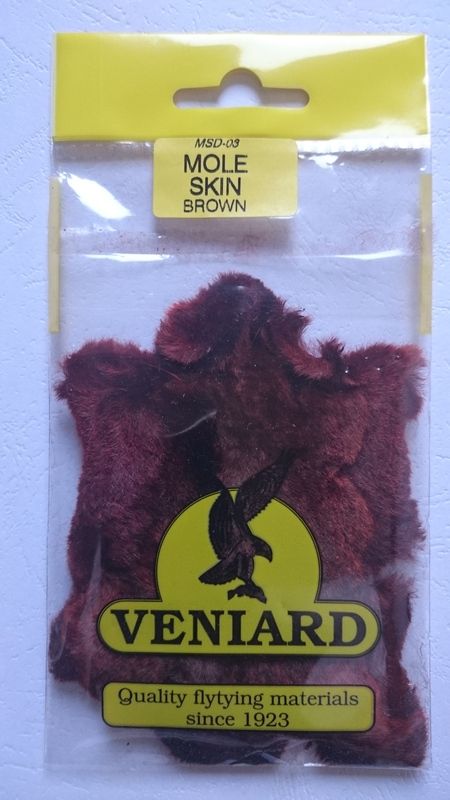 MSD-03
MOLE
SKIN
BROWN
VENIARD
Quality flytying materials
since 1923